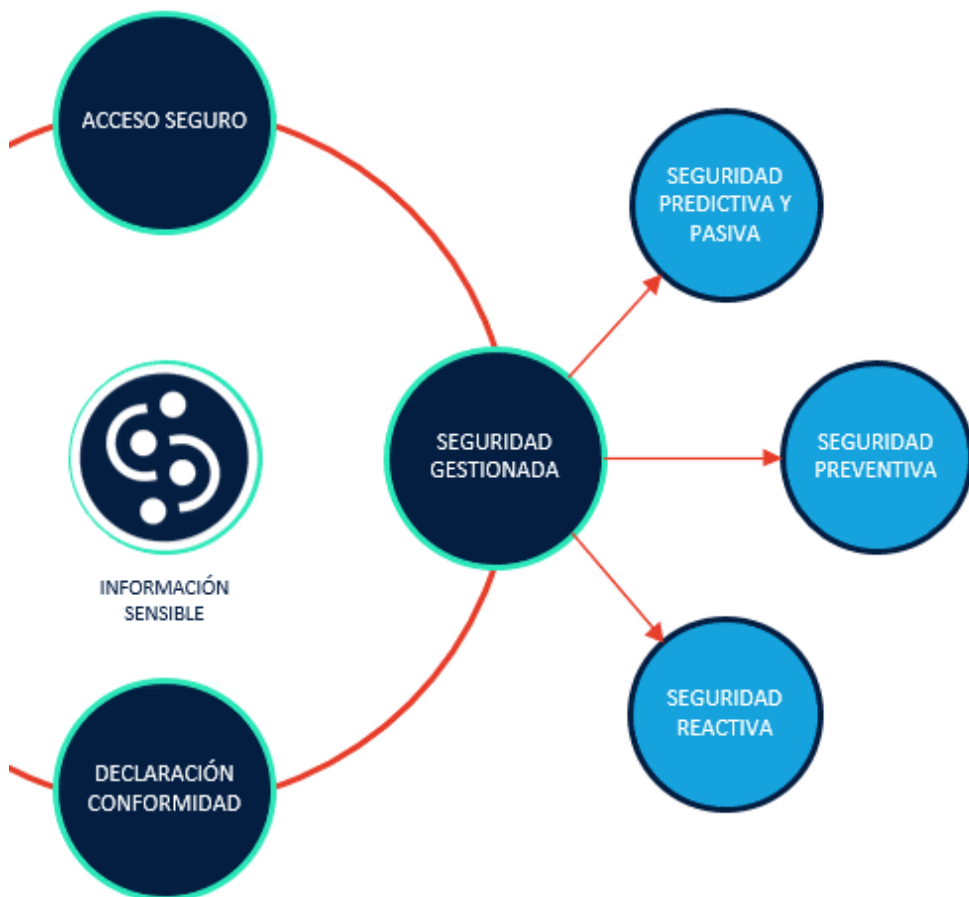 ACCESO SEGURO
SEGURIDAD
PREDICTIVA Y
PASIVA
SEGURIDAD
GESTIONADA
SEGURIDAD
PREVENTIVA
INFORMACIÓN
SENSIBLE
SEGURIDAD
REACTIVA
DECLARACIÓN
CONFORMIDAD